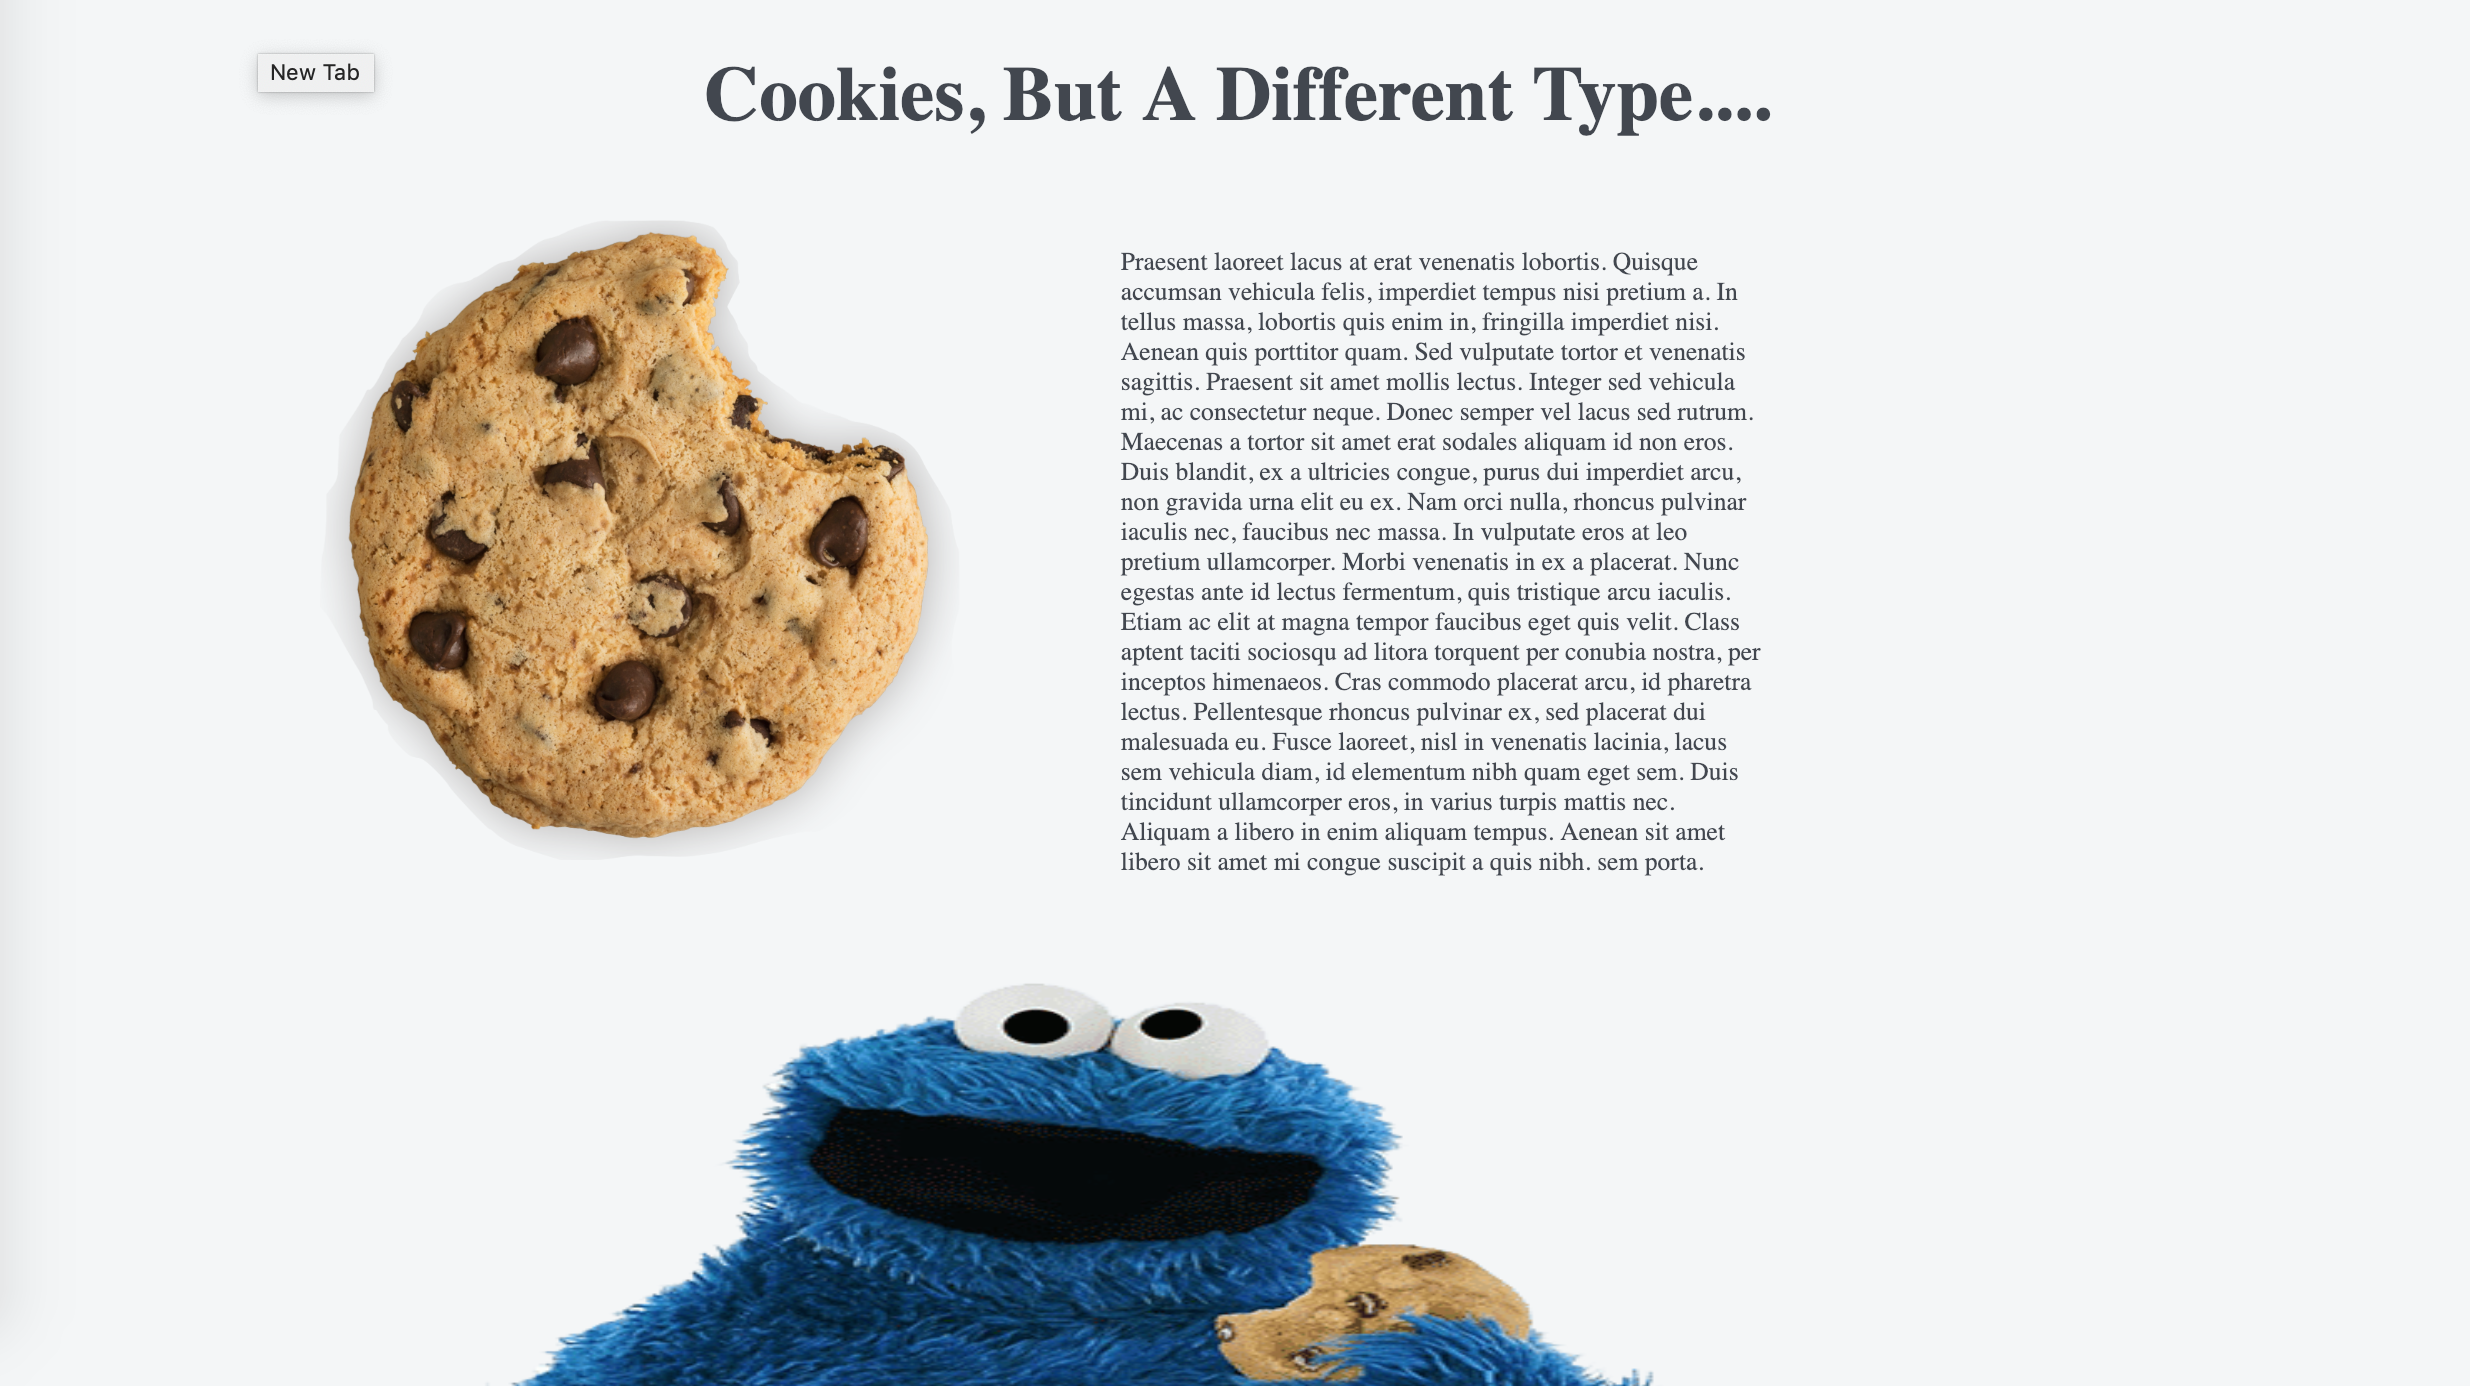 New Tab
Cookies, But A Different Type....
Praesent laoreet lacus at erat venenatis lobortis. Quisque
accumsan vehicula felis, imperdiet tempus nisi pretium a. In
tellus massa, lobortis quis enim in, fringilla imperdiet nisi.
Aenean quis porttitor quam. Sed vulputate tortor et venenatis
sagittis. Praesent sit amet mollis lectus. Integer sed vehicula
mi, ac consectetur neque. Donec semper vel lacus sed rutrum.
Maecenas a tortor sit amet erat sodales aliquam id non eros.
Duis blandit, ex a ultricies congue, purus dui imperdiet arcu,
non gravida urna elit eu ex. Nam orci nulla, rhoncus pulvinar
iaculis nec, faucibus nec massa. In vulputate eros at leo
pretium ullamcorper. Morbi venenatis in ex a placerat. Nunc
egestas ante id lectus fermentum, quis tristique arcu iaculis.
Etiam ac elit at magna tempor faucibus eget quis velit. Class
aptent taciti sociosqu ad litora torquent per conubia nostra, per
inceptos himenaeos. Cras commodo placerat arcu, id pharetra
lectus. Pellentesque rhoncus pulvinar ex, sed placerat dui
malesuada eu. Fusce laoreet, nisl in venenatis lacinia, lacus
sem vehicula diam, id elementum nibh quam eget sem. Duis
tincidunt ullamcorper eros, in varius turpis mattis nec.
Aliquam a libero in enim aliquam tempus. Aenean sit amet
libero sit amet mi congue suscipit a quis nibh. sem porta.